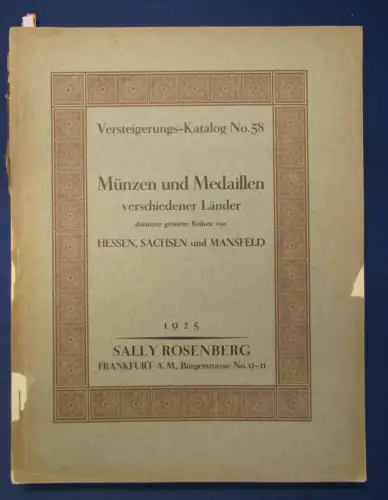 Versteigerungs-Katalog No. 58
Münzen und Medaillen
verschiedener Länder
darunter grössere Reihen von
HESSEN, SACHSEN und MANSFELD
1925
SALLY ROSENBERG
FRANKFURT A. M., Bürgerstrasse No. 9-11